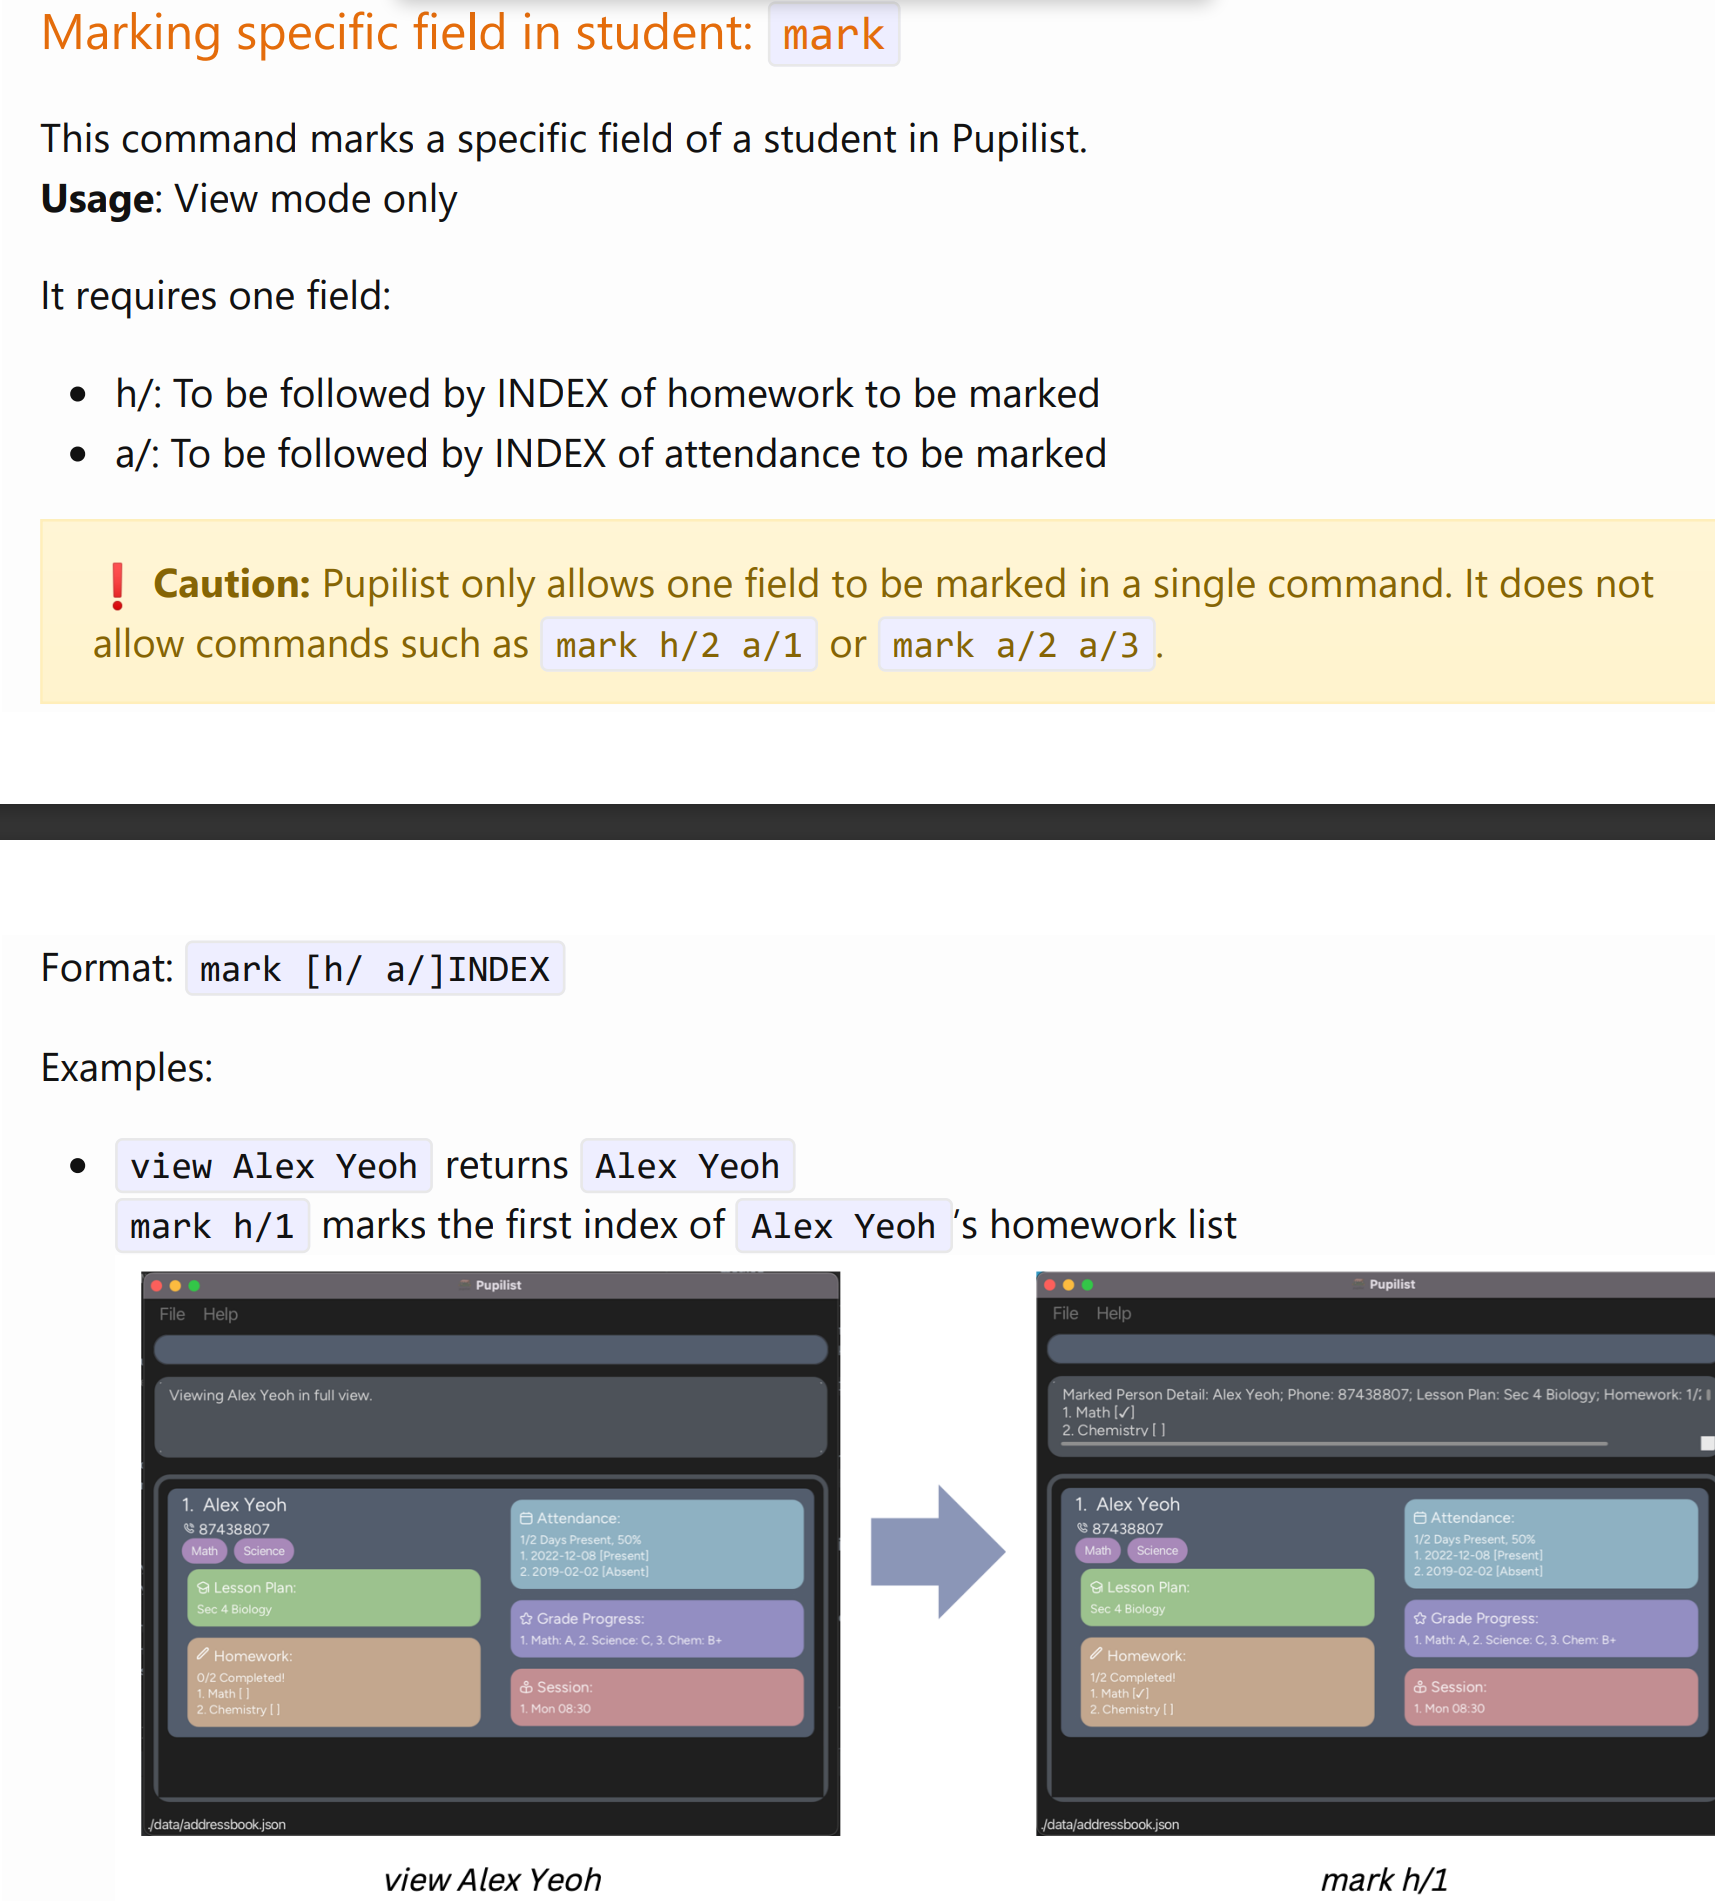 Marking specific field in student: mark
This command marks a specific field of a student in Pupilist.
Usage: View mode only
It requires one field:
h/: To be followed by INDEX of homework to be marked
a/: To be followed by INDEX of attendance to be marked
❗ Caution: Pupilist only allows one field to be marked in a single command. It does not
allow commands such as mark h/2 a/1 or mark a/2 a/3.
Format: mark [h/ a/]INDEX
Examples:
view Alex Yeoh returns Alex Yeoh
mark h/1 marks the first index of Alex Yeoh's homework list
Pupilist
File Help
Viewing Alex Yeoh in full view.
1. Alex Yeoh
87438807
Math Science
Lesson Plan:
Sec 4 Biology
Homework:
0/2 Completed!
1. Math [ ]
2. Chemistry [ ]
Attendance:
1/2 Days Present, 50%
1. 2022-12-08 [Present]
2. 2019-02-02 [Absent]
Grade Progress:
1. Math: A, 2. Science: C, 3. Chem: B+
Session:
1. Mon 08:30
./data/addressbook.json
view Alex Yeoh
Pupilist
File Help
Marked Person Detail: Alex Yeoh; Phone: 87438807; Lesson Plan: Sec 4 Biology; Homework: 1/
1. Math [✓]
2. Chemistry [ ]
1. Alex Yeoh
87438807
Math Science
Lesson Plan:
Sec 4 Biology
Homework:
1/2 Completed!
1. Math [✓]
2. Chemistry [ ]
Attendance:
1/2 Days Present, 50%
1. 2022-12-08 [Present]
2. 2019-02-02 [Absent]
Grade Progress:
1. Math: A, 2. Science: C, 3. Chem: B+
Session:
1. Mon 08:30
./data/addressbook.json
mark h/1